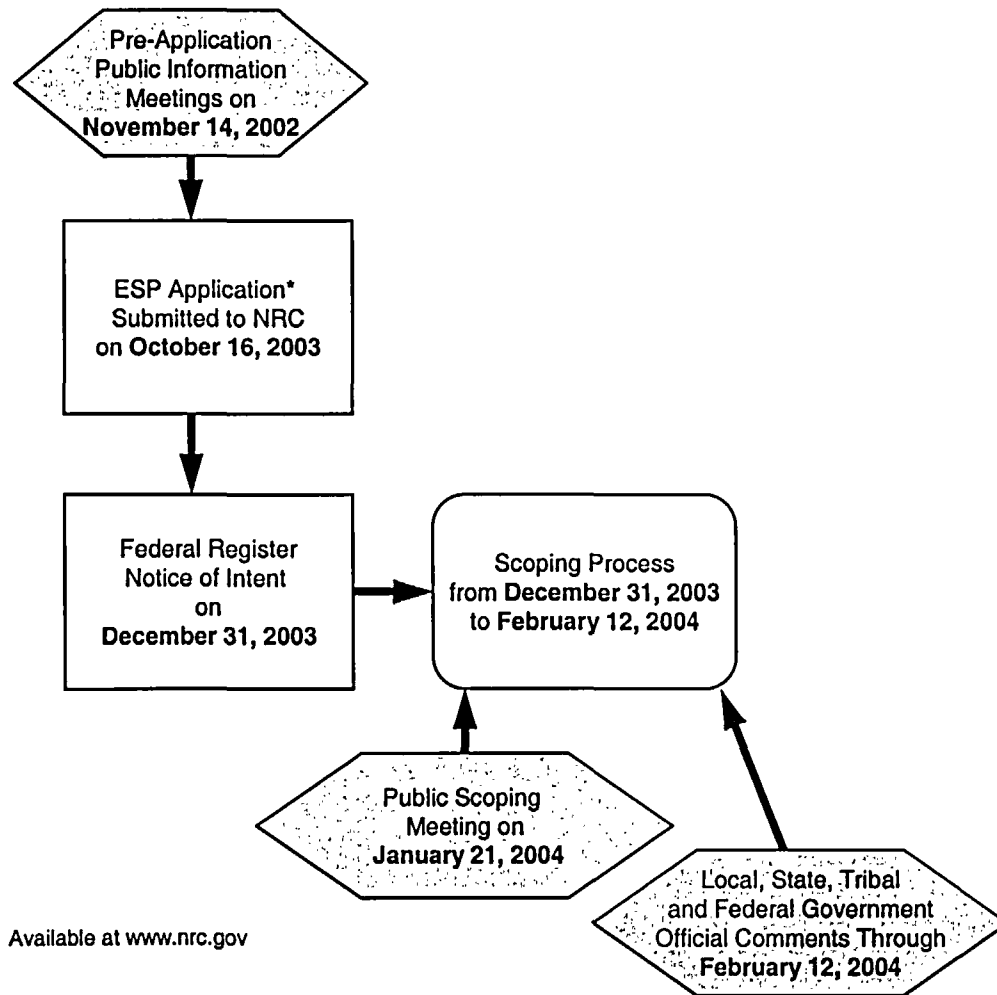 Pre-Application
Public Information
Meetings on
November 14, 2002
ESP Application*
Submitted to NRC
on October 16, 2003
Federal Register
Notice of Intent
on
December 31, 2003
Scoping Process
from December 31, 2003
to February 12, 2004
Public Scoping
Meeting on
January 21, 2004
Local, State, Tribal
and Federal Government
Official Comments Through
February 12, 2004
Available at www.nrc.gov